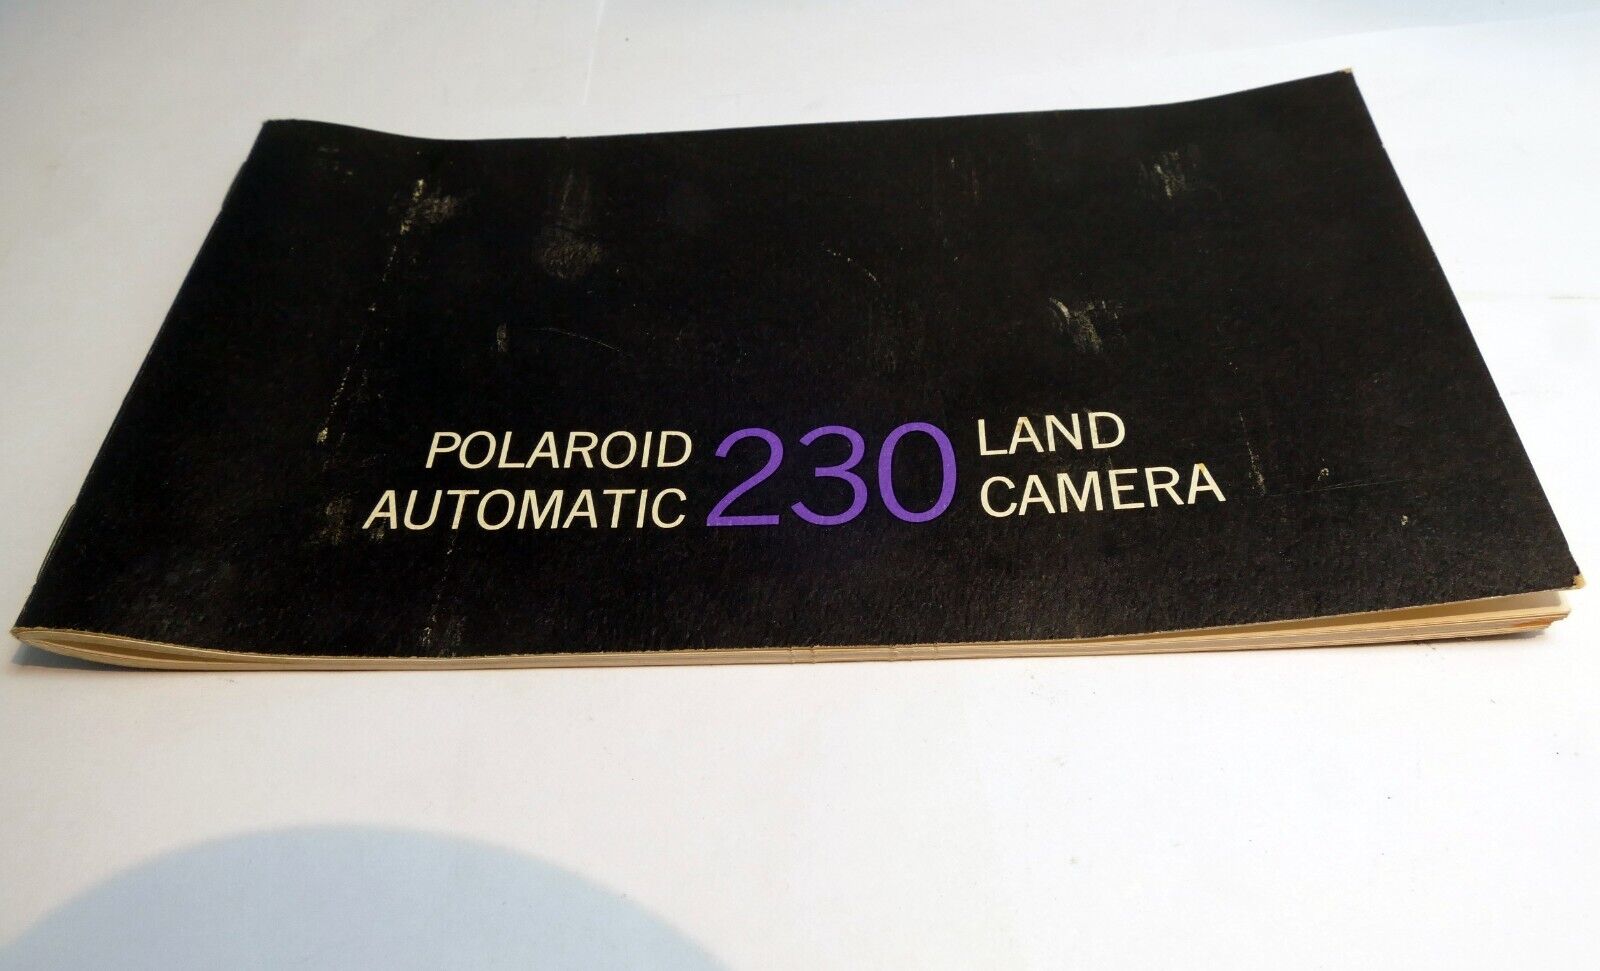 POLAROID
AUTOMATIC
230
LAND
CAMERA